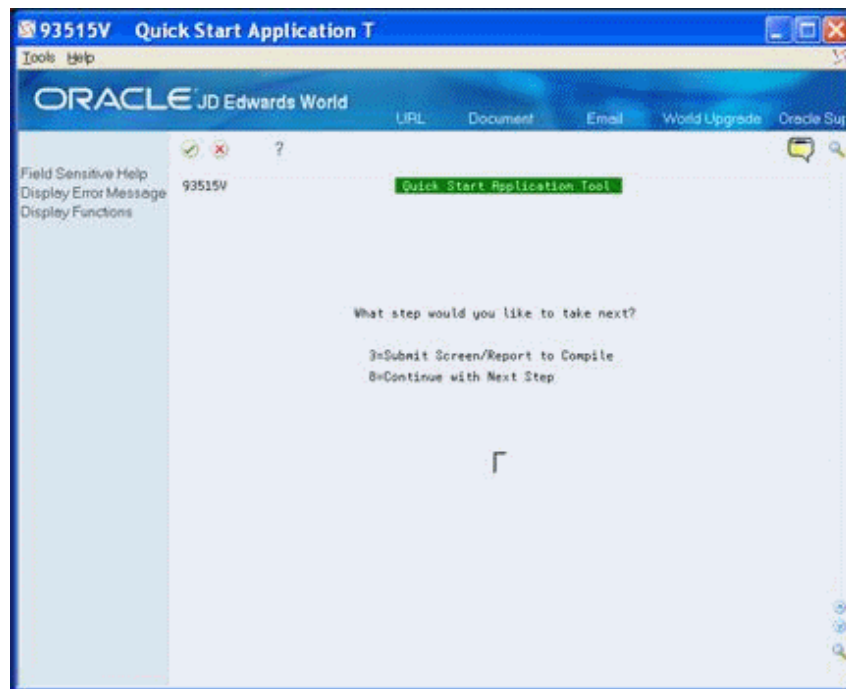 93515V Quick Start Application T
Tools Help
ORACLE JD Edwards World
URL Document Email World Upgrade Oracle Sup
?
Field Sensitive Help
Display Error Message
Display Functions
93515V Quick Start Application Tool
What step would you like to take next?
3=Submit Screen/Report to Compile
8=Continue with Next Step